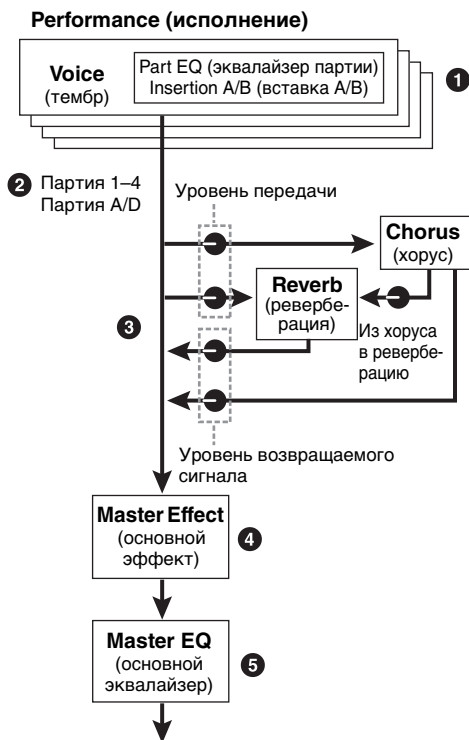 Performance (исполнение)
Voice
(тембр)
Part EQ (эквалайзер партии)
Insertion A/B (вставка A/B)
1
2 Партия 1–4
Партия A/D
Уровень передачи
Chorus
(хорус)
Reverb
(ревербе-
рация)
Из хоруса
в ревербе-
рацию
3
Уровень возвращаемого
сигнала
Master Effect
(основной
эффект)
4
Master EQ
(основной
эквалайзер)
5